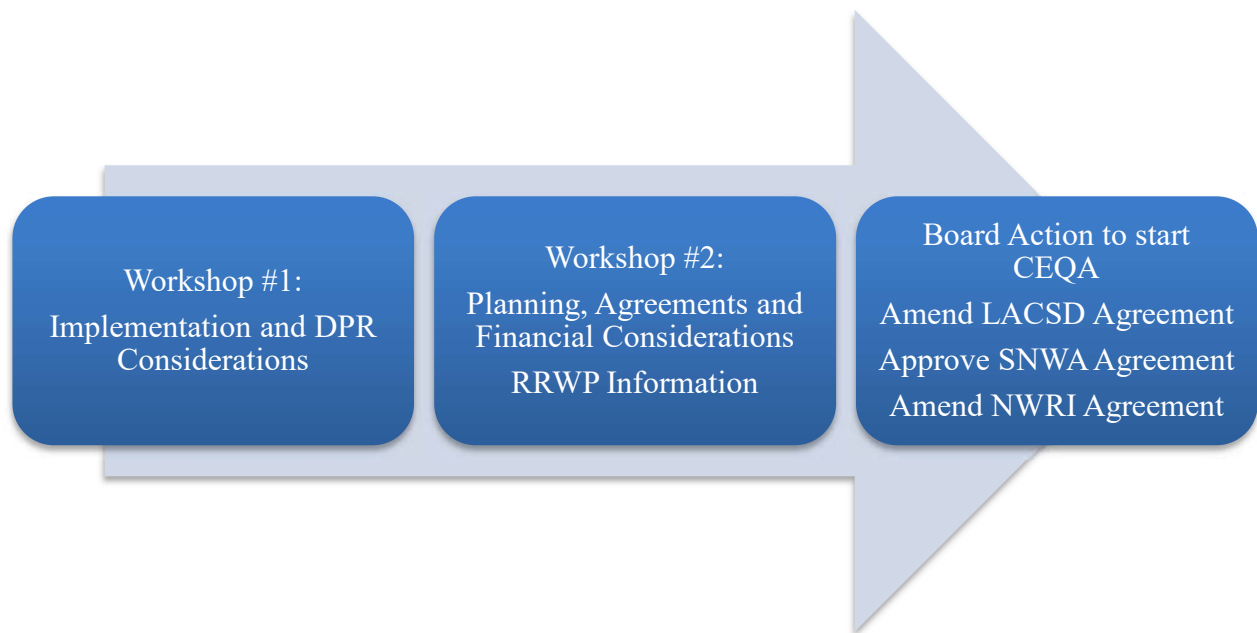 Workshop #1:
Implementation and DPR
Considerations
Workshop #2:
Planning, Agreements and
Financial Considerations
RRWP Information
Board Action to start
CEQA
Amend LACSD Agreement
Approve SNWA Agreement
Amend NWRI Agreement